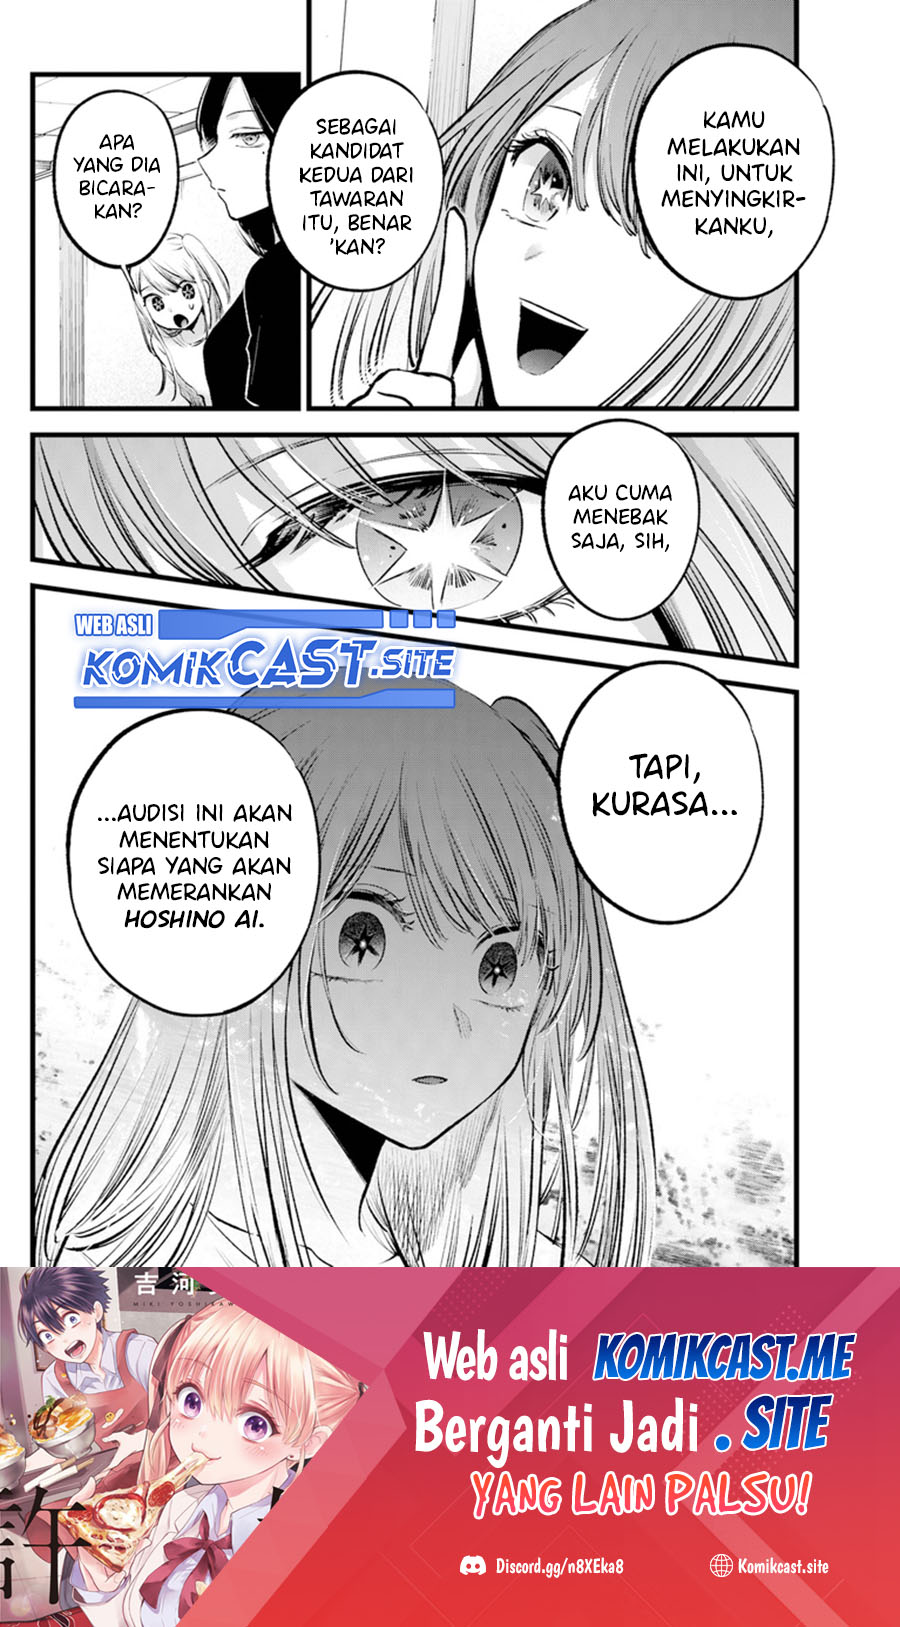 KAMU
MELAKUKAN
INI, UNTUK
MENYINGKIR-
KANKU,
SEBAGAI
KANDIDAT
KEDUA DARI
TAWARAN
ITU, BENAR
'KAN?
APA
YANG DIA
BICARA-
KAN?
AKU CUMA
MENEBAK
SAJA, SIH,
WEB ASLI
KOMIKCAST.SITE
TAPI,
KURASA...
...AUDISI INI AKAN
MENENTUKAN
SIAPA YANG AKAN
MEMERANKAN
HOSHINO AI.
吉河
MIKI YOSHIKAW
許
Web asli KOMIKCAST.ME
Berganti Jadi .SITE
YANG LAIN PALSU!
Discord.gg/n8XEka8
Komikcast.site